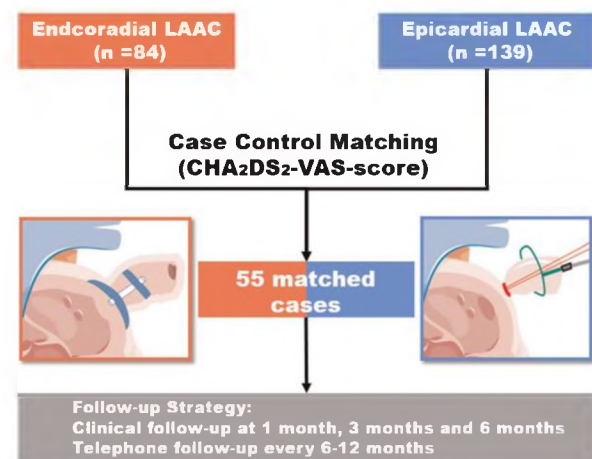 Endcoradial LAAC
(n =84)
Epicardial LAAC
(n =139)
Case Control Matching
(CHA₂DS₂-VAS-score)
55 matched
cases
Follow-up Strategy:
Clinical follow-up at 1 month, 3 months and 6 months
Telephone follow-up every 6-12 months